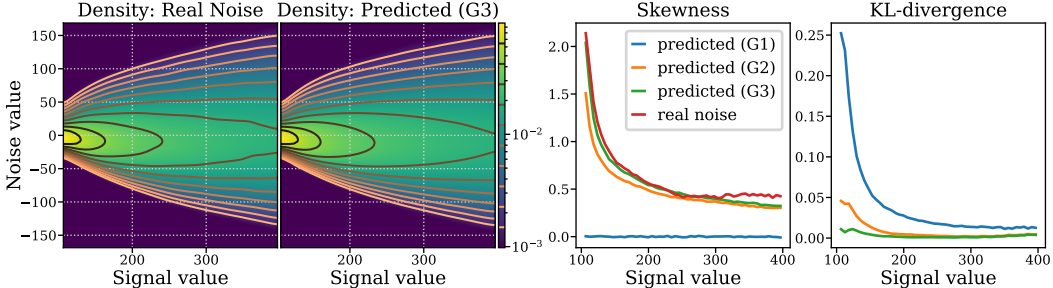 Density: Real Noise
Density: Predicted (G3)
Noise value
150
100
50
0
−50
−100
−150
200
300
Signal value
200
300
Signal value
10⁻²
10⁻³
Skewness
2.0
1.5
1.0
0.5
0.0
predicted (G1)
predicted (G2)
predicted (G3)
real noise
100
200
300
400
Signal value
KL-divergence
0.25
0.20
0.15
0.10
0.05
0.00
100
200
300
400
Signal value